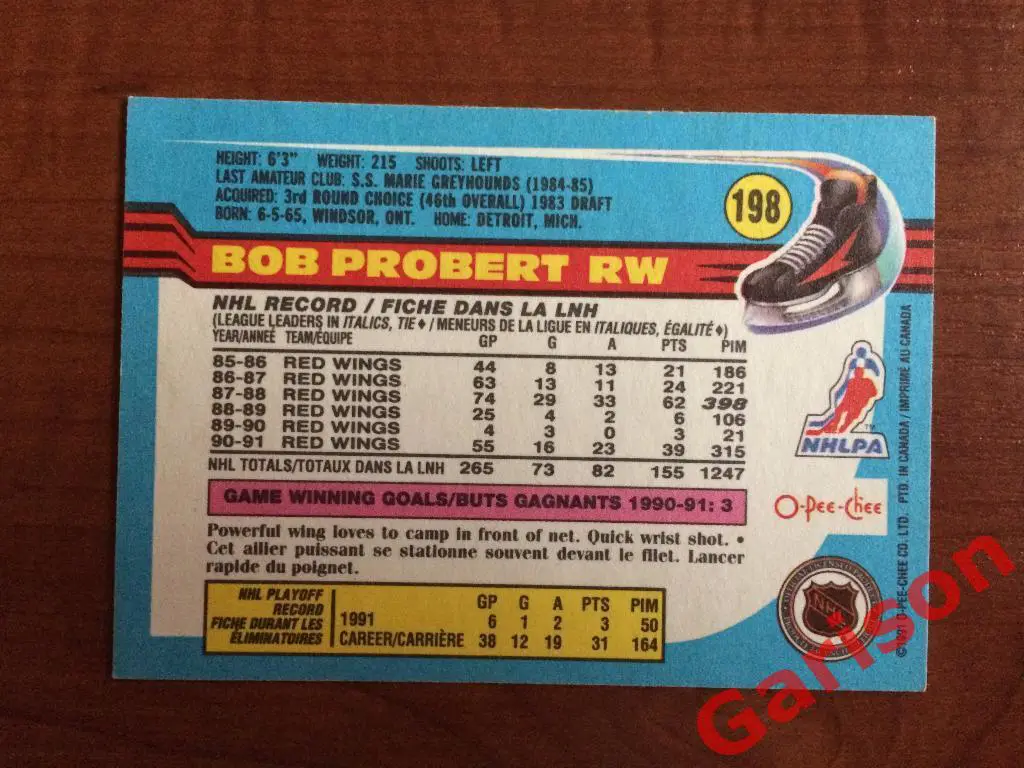 HEIGHT: 6'3" WEIGHT: 215 SHOOTS: LEFT
LAST AMATEUR CLUB: S.S. MARIE GREYHOUNDS (1984-85)
ACQUIRED: 3rd ROUND CHOICE (46th OVERALL) 1983 DRAFT
BORN: 6-5-65, WINDSOR, ONT. HOME: DETROIT, MICH.
198
BOB PROBERT RW
NHL RECORD / FICHE DANS LA LNH
(LEAGUE LEADERS IN ITALICS, TIE ♦ / MENEURS DE LA LIGUE EN ITALIQUES, ÉGALITÉ ♦)
YEAR/ANNÉE TEAM/ÉQUIPE GP G A PTS PIM
85-86 RED WINGS 44 8 13 21 186
86-87 RED WINGS 63 13 11 24 221
87-88 RED WINGS 74 29 33 62 398
88-89 RED WINGS 25 4 2 6 106
89-90 RED WINGS 4 3 0 3 21
90-91 RED WINGS 55 16 23 39 315
NHL TOTALS/TOTAUX DANS LA LNH 265 73 82 155 1247
GAME WINNING GOALS/BUTS GAGNANTS 1990-91: 3
Powerful wing loves to camp in front of net. Quick wrist shot. •
Cet ailier puissant se stationne souvent devant le filet. Lancer
rapide du poignet.
NHL PLAYOFF
RECORD
FICHE DURANT LES
ÉLIMINATOIRES
GP G A PTS PIM
1991 6 1 2 3 50
CAREER/CARRIÈRE 38 12 19 31 164
TM
NHLPA
O-Pee-Chee
NHL
©1991 O-PEE-CHEE CO. LTD. PTD. IN CANADA / IMPRIME AU CANADA
Garison